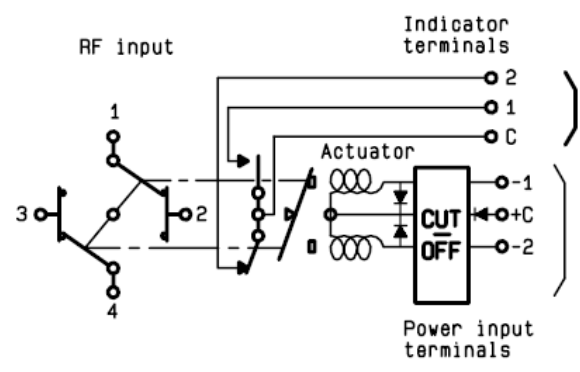 Indicator
terminals
RF input
2
1
C
1
Actuator
3
2
-1
+C
-2
CUT
OFF
4
Power input
terminals